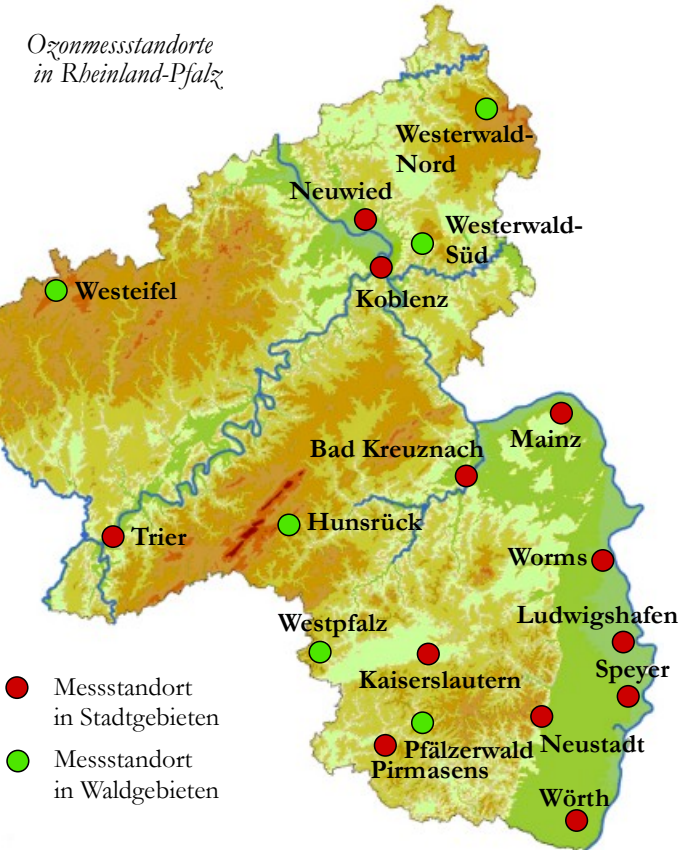 Ozonmessstandorte
in Rheinland-Pfalz
Westerwald-
Nord
Neuwied
Westerwald-
Süd
Westeifel
Koblenz
Mainz
Bad Kreuznach
Hunsrück
Trier
Worms
Ludwigshafen
Westpfalz
Speyer
Kaiserslautern
Messstandort
in Stadtgebieten
Neustadt
Pfälzerwald
Pirmasens
Messstandort
in Waldgebieten
Wörth